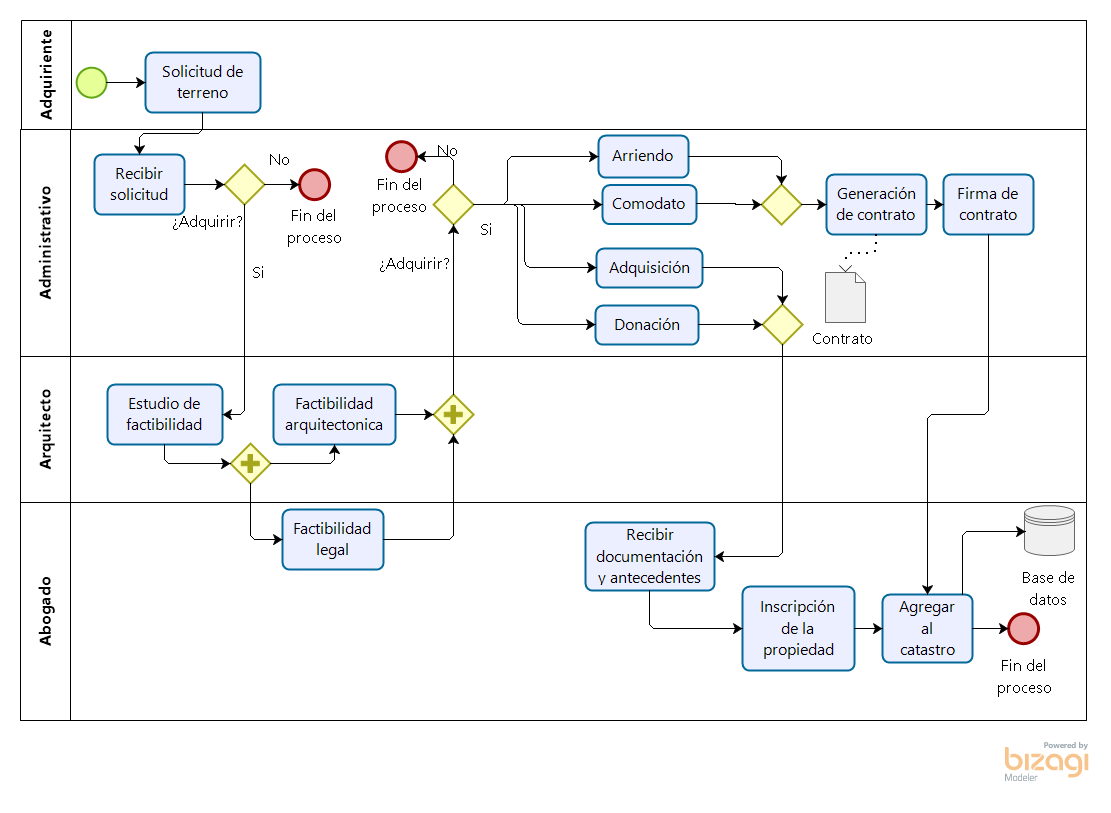 Adquiriente
Solicitud de
terreno
Administrativo
Recibir
solicitud
¿Adquirir?
No
Si
Fin del
proceso
No
Fin del
proceso
¿Adquirir?
Si
Arriendo
Comodato
Adquisición
Donación
Generación
de contrato
Firma de
contrato
Contrato
Arquitecto
Estudio de
factibilidad
Factibilidad
arquitectonica
Abogado
Factibilidad
legal
Recibir
documentación
y antecedentes
Inscripción
de la
propiedad
Agregar
al
catastro
Base de
datos
Fin del
proceso
Powered by
bizagi
Modeler